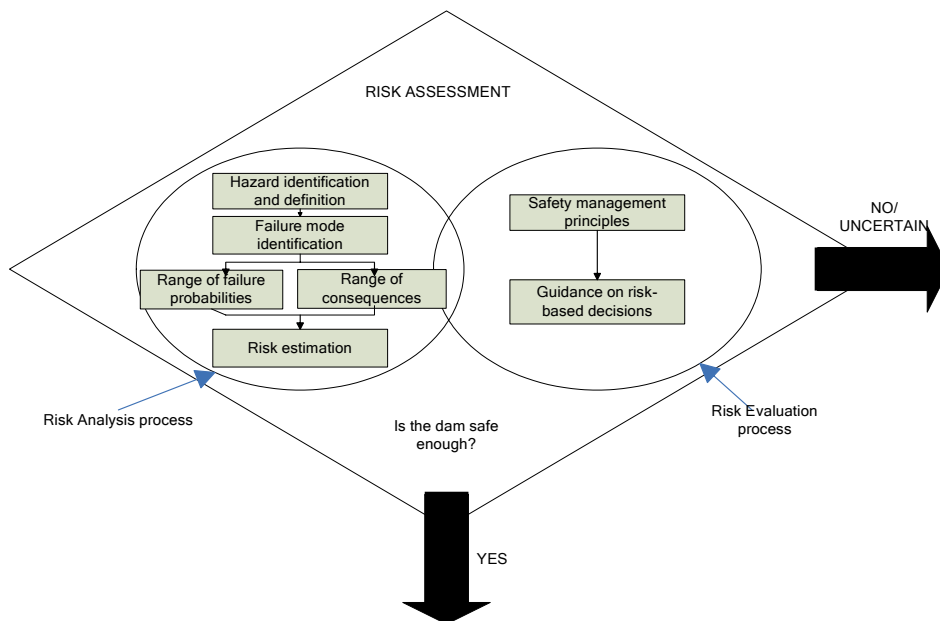 RISK ASSESSMENT
Hazard identification
and definition
Failure mode
identification
Range of failure
probabilities
Range of
consequences
Risk estimation
Safety management
principles
Guidance on risk-
based decisions
NO/
UNCERTAIN
Risk Analysis process
Risk Evaluation
process
Is the dam safe
enough?
YES